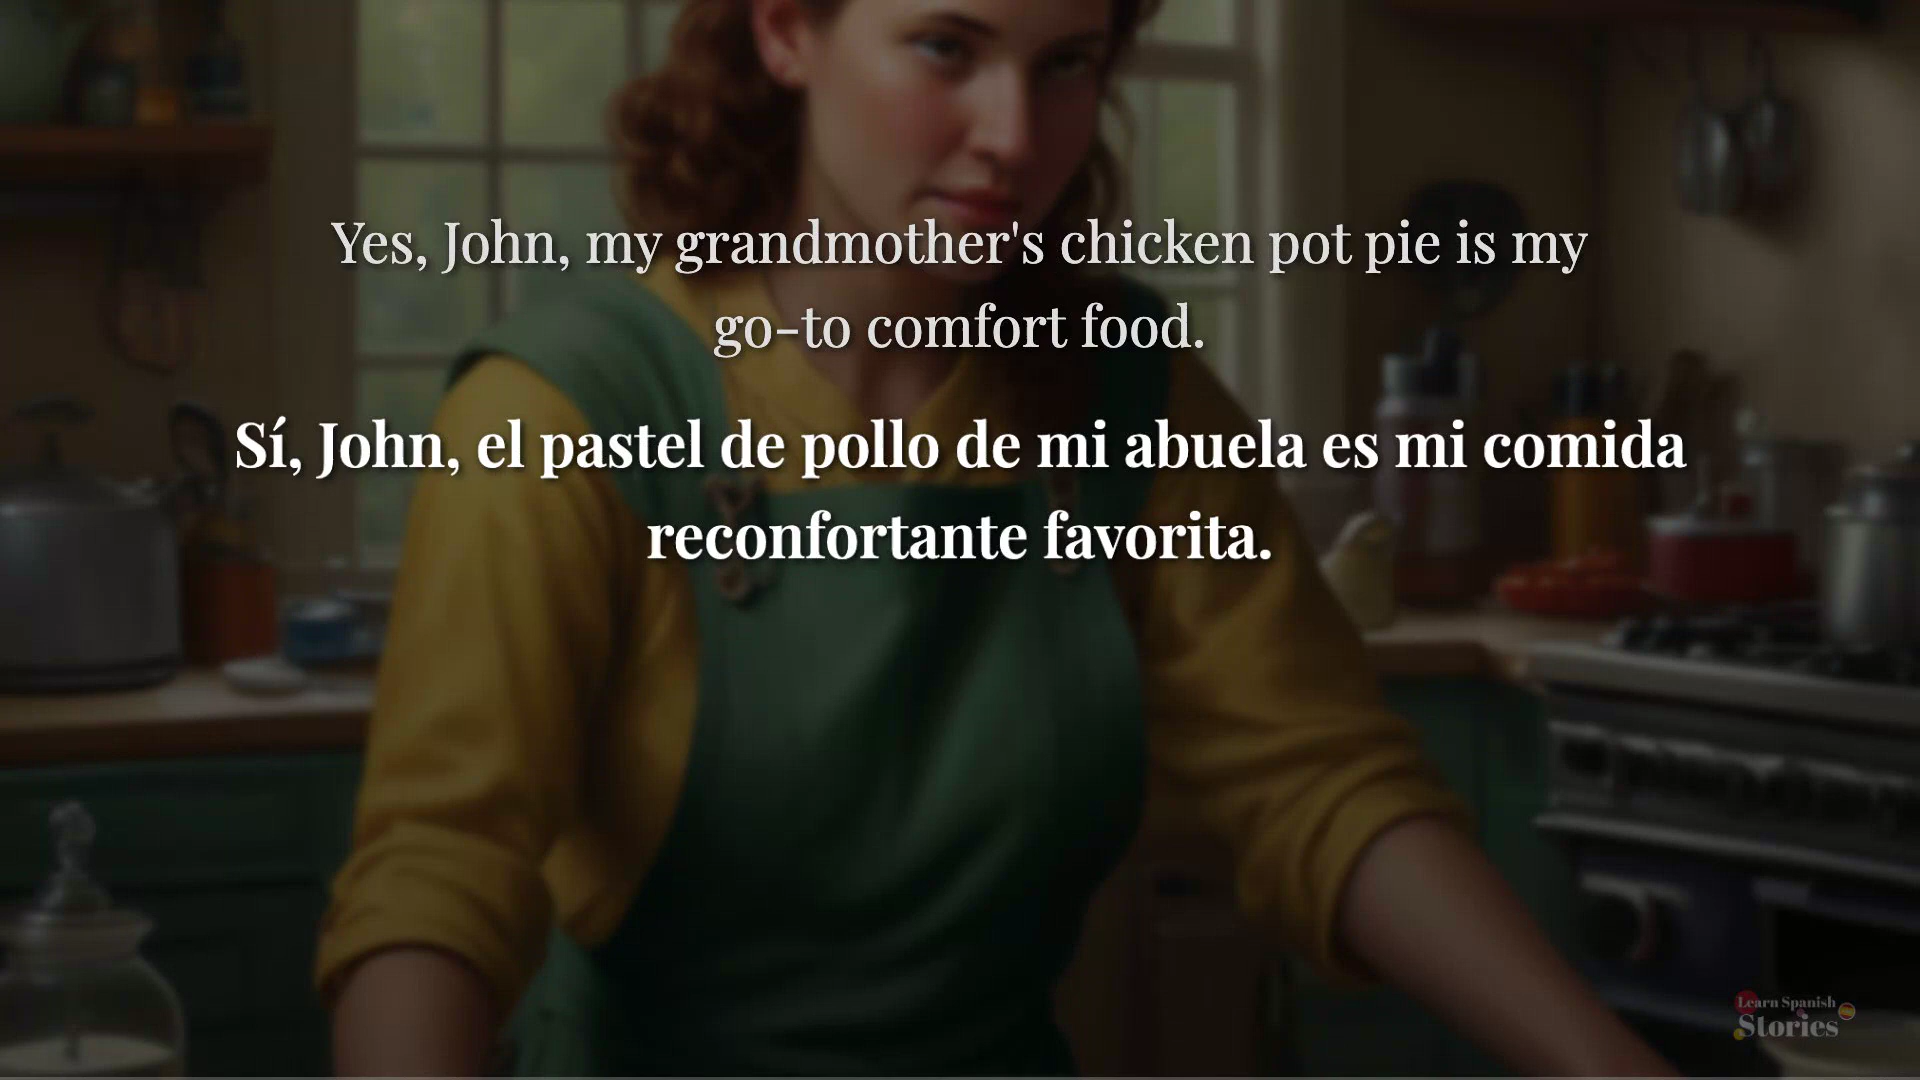 Yes, John, my grandmother's chicken pot pie is my
go-to comfort food.
Sí, John, el pastel de pollo de mi abuela es mi comida
reconfortante favorita.
Learn Spanish
Stories